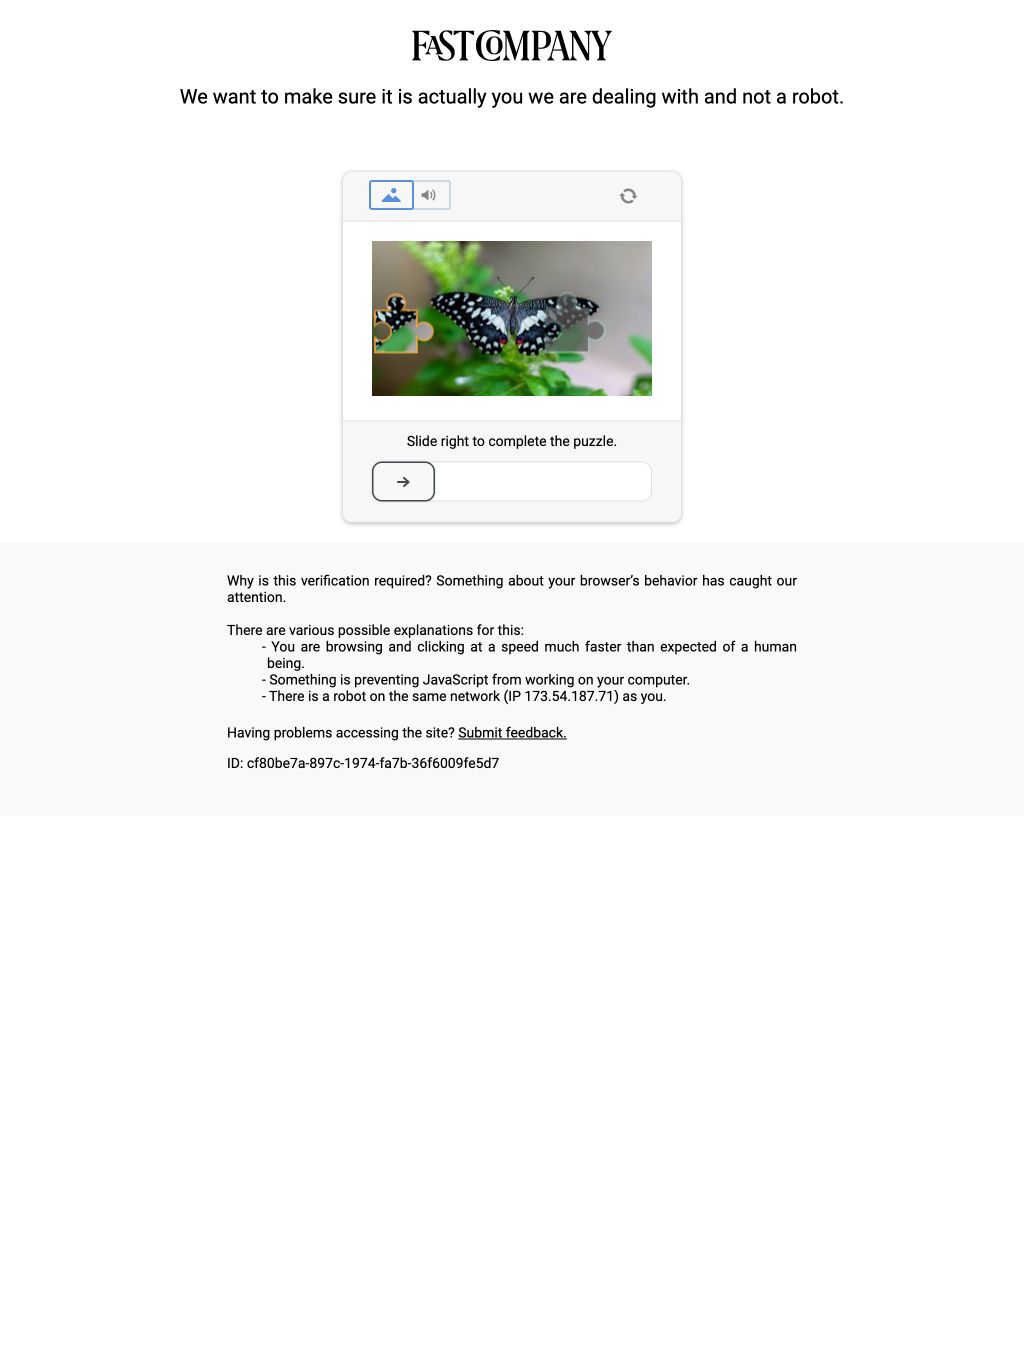 FAST COMPANY
We want to make sure it is actually you we are dealing with and not a robot.
Slide right to complete the puzzle.
Why is this verification required? Something about your browser's behavior has caught our
attention.
There are various possible explanations for this:
- You are browsing and clicking at a speed much faster than expected of a human
being.
- Something is preventing JavaScript from working on your computer.
- There is a robot on the same network (IP 173.54.187.71) as you.
Having problems accessing the site? Submit feedback.
ID: cf80be7a-897c-1974-fa7b-36f6009fe5d7